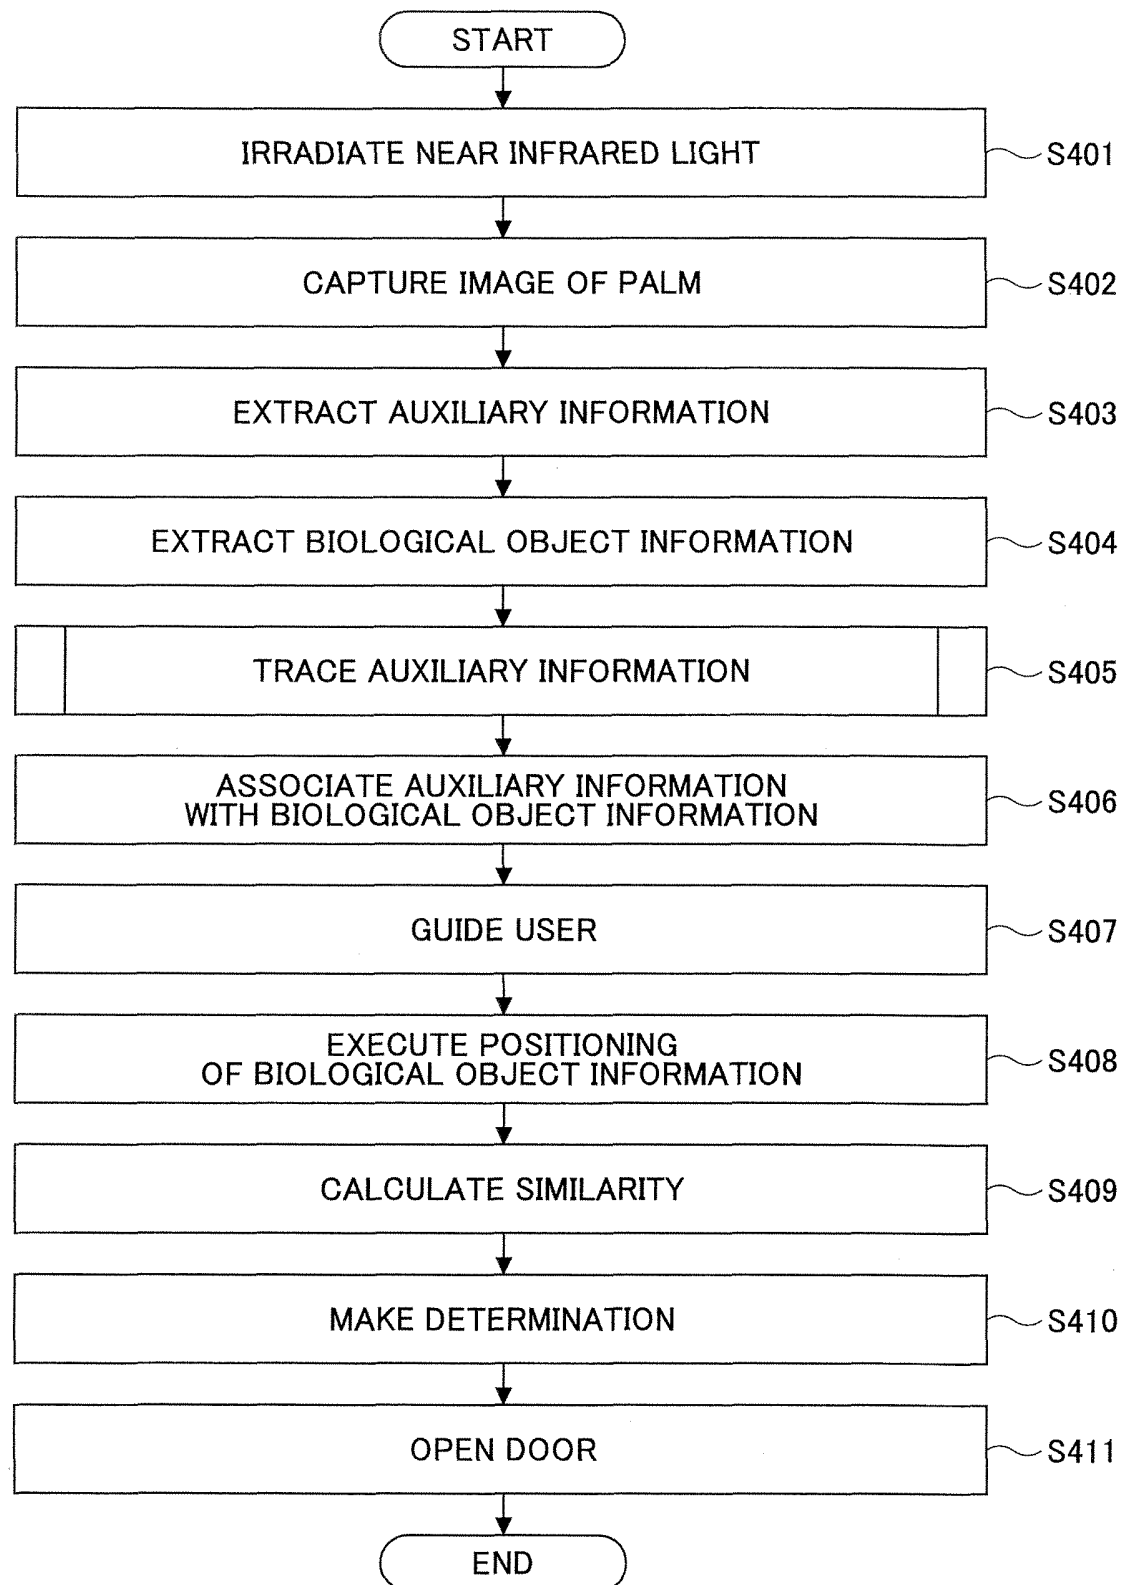 START
IRRADIATE NEAR INFRARED LIGHT
S401
CAPTURE IMAGE OF PALM
S402
EXTRACT AUXILIARY INFORMATION
S403
EXTRACT BIOLOGICAL OBJECT INFORMATION
S404
TRACE AUXILIARY INFORMATION
S405
ASSOCIATE AUXILIARY INFORMATION
WITH BIOLOGICAL OBJECT INFORMATION
S406
GUIDE USER
S407
EXECUTE POSITIONING
OF BIOLOGICAL OBJECT INFORMATION
S408
CALCULATE SIMILARITY
S409
MAKE DETERMINATION
S410
OPEN DOOR
S411
END